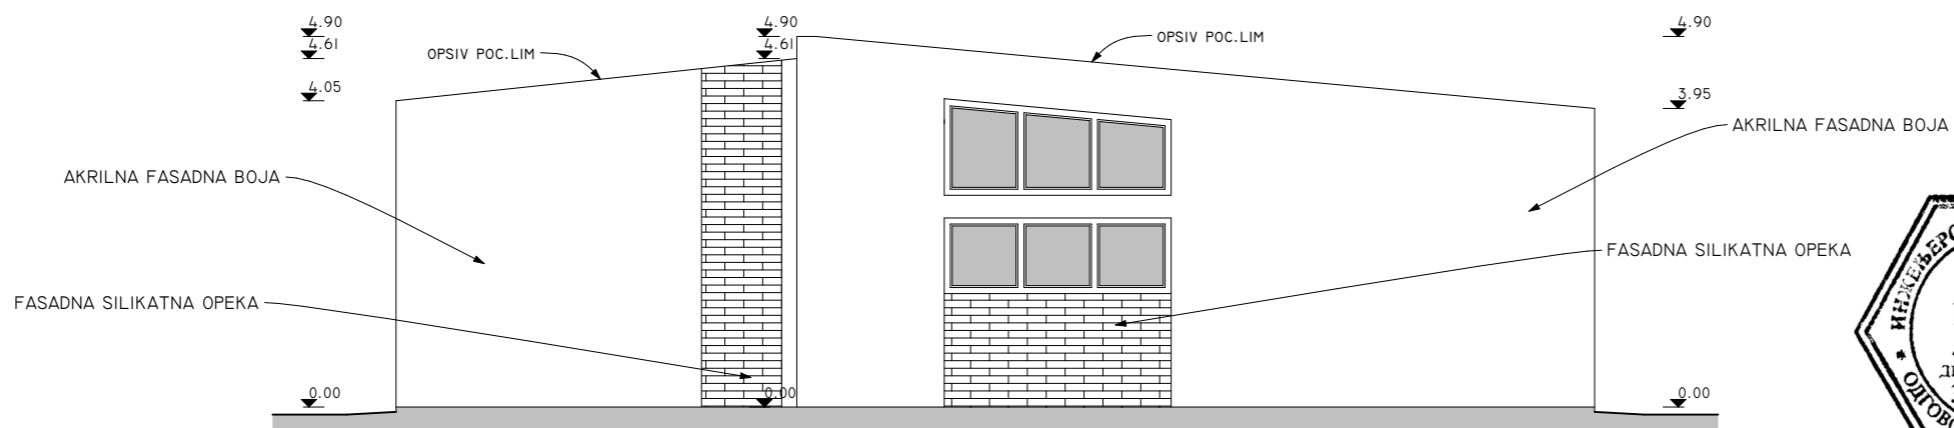 4.90
4.61
4.05
OPSIV POC.LIM
4.90
4.61
OPSIV POC.LIM
4.90
3.95
AKRILNA FASADNA BOJA
AKRILNA FASADNA BOJA
FASADNA SILIKATNA OPEKA
FASADNA SILIKATNA OPEKA
0.00
0.00
0.00